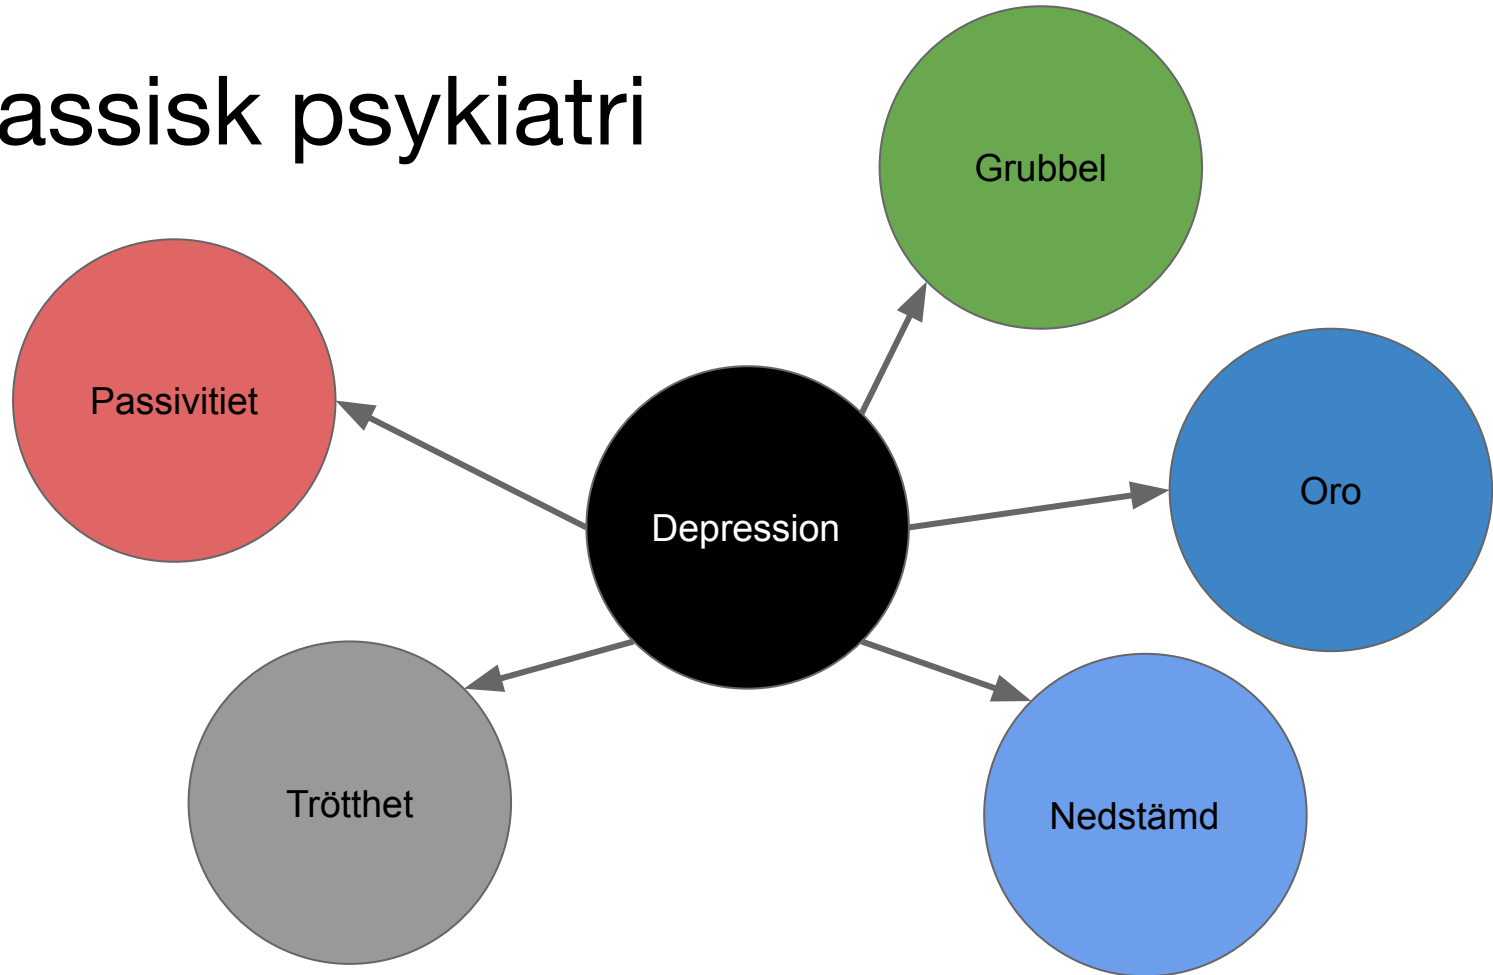 assisk psykiatri
Grubbel
Passivitiet
Oro
Depression
Trötthet
Nedstämd